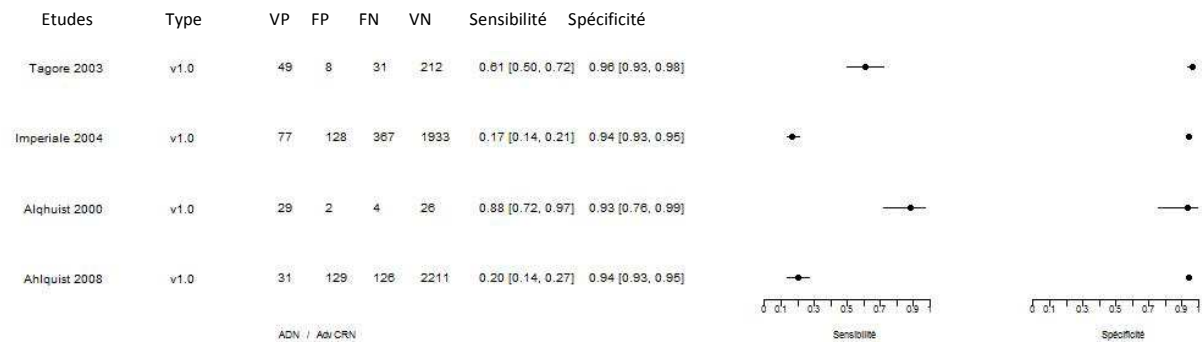 Etudes Type VP FP FN VN Sensibilité Spécificité
Tagore 2003 v1.0 49 8 31 212 0.61 [0.50, 0.72] 0.96 [0.93, 0.98]
Imperiale 2004 v1.0 77 128 367 1933 0.17 [0.14, 0.21] 0.94 [0.93, 0.95]
Alqhuist 2000 v1.0 29 2 4 26 0.88 [0.72, 0.97] 0.93 [0.76, 0.99]
Ahlquist 2008 v1.0 31 129 126 2211 0.20 [0.14, 0.27] 0.94 [0.93, 0.95]
0 0.1 0.3 0.5 0.7 0.9 1 0 0.1 0.3 0.5 0.7 0.9 1
ADN / Adv CRN Sensibilité Spécificité